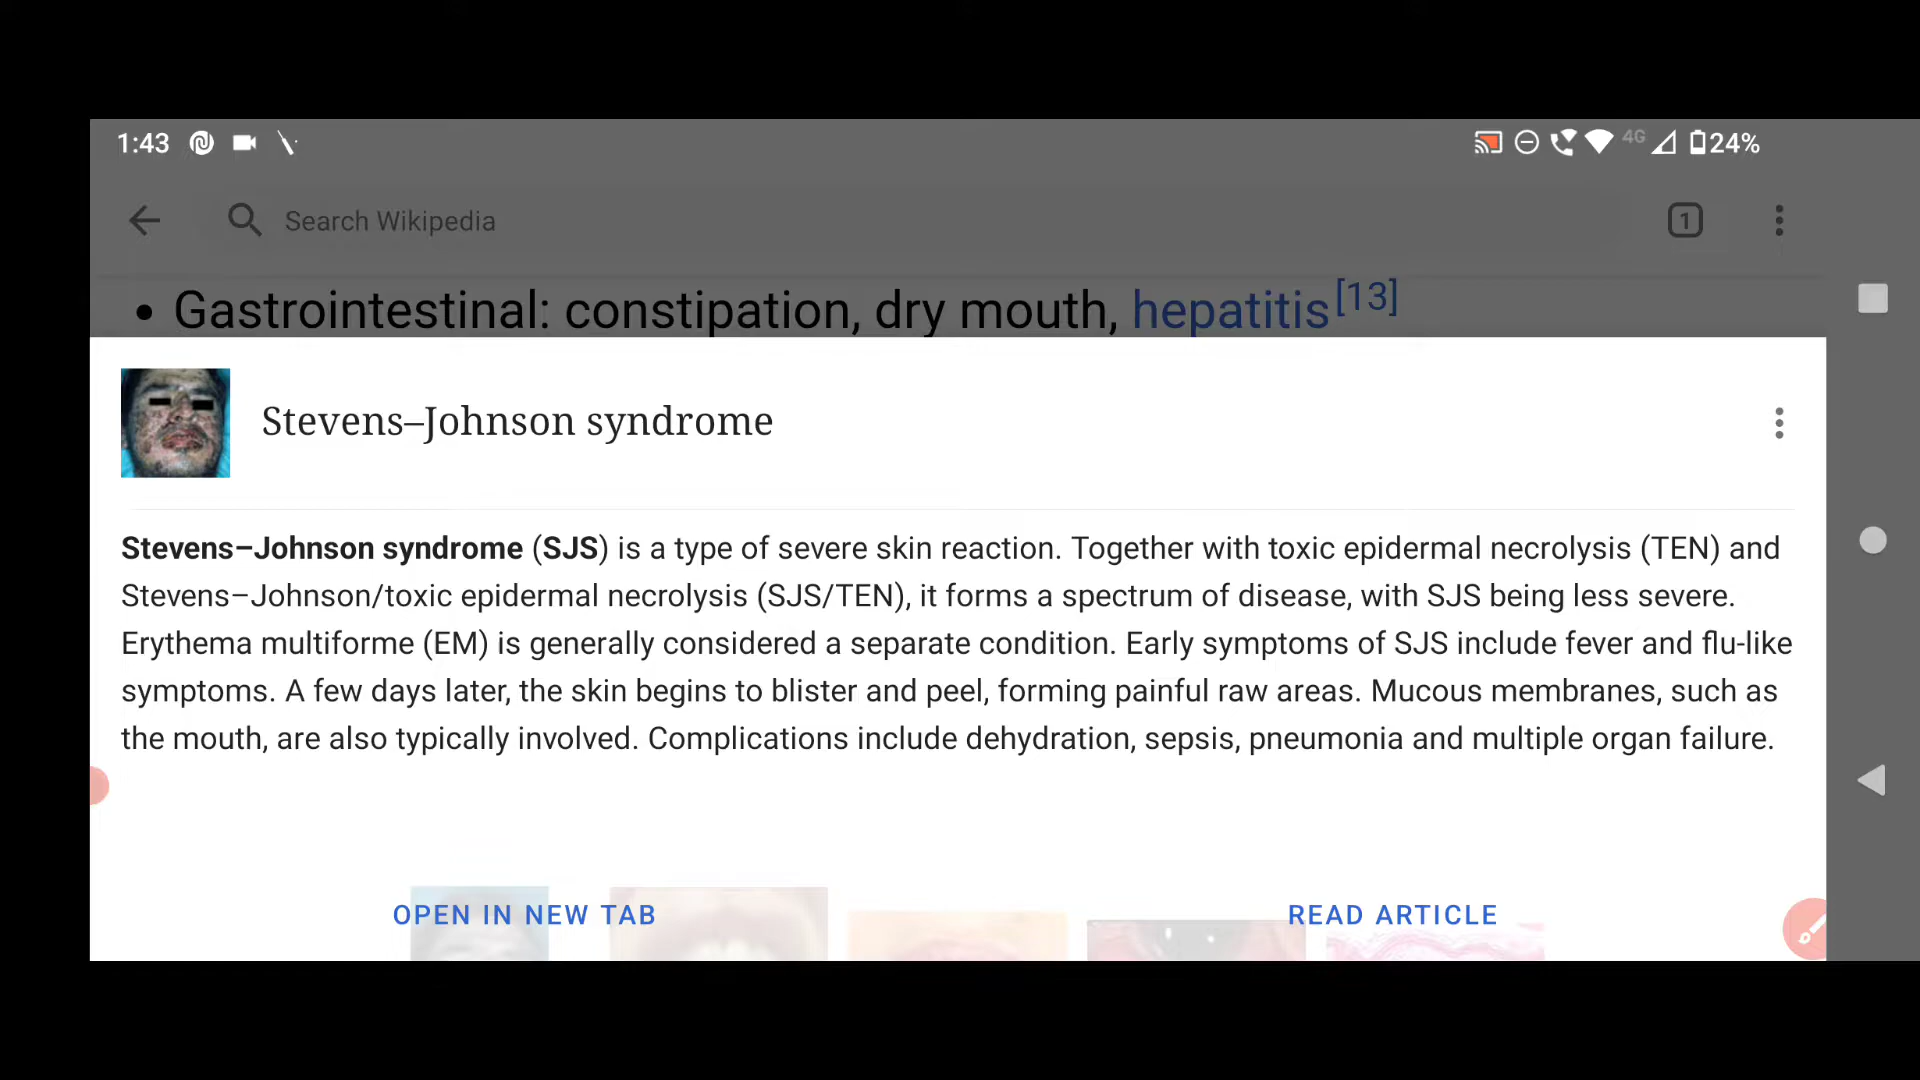 1:43
4G
24%
Search Wikipedia
1
• Gastrointestinal: constipation, dry mouth, hepatitis[13]
Stevens–Johnson syndrome
Stevens–Johnson syndrome (SJS) is a type of severe skin reaction. Together with toxic epidermal necrolysis (TEN) and
Stevens–Johnson/toxic epidermal necrolysis (SJS/TEN), it forms a spectrum of disease, with SJS being less severe.
Erythema multiforme (EM) is generally considered a separate condition. Early symptoms of SJS include fever and flu-like
symptoms. A few days later, the skin begins to blister and peel, forming painful raw areas. Mucous membranes, such as
the mouth, are also typically involved. Complications include dehydration, sepsis, pneumonia and multiple organ failure.
OPEN IN NEW TAB
READ ARTICLE